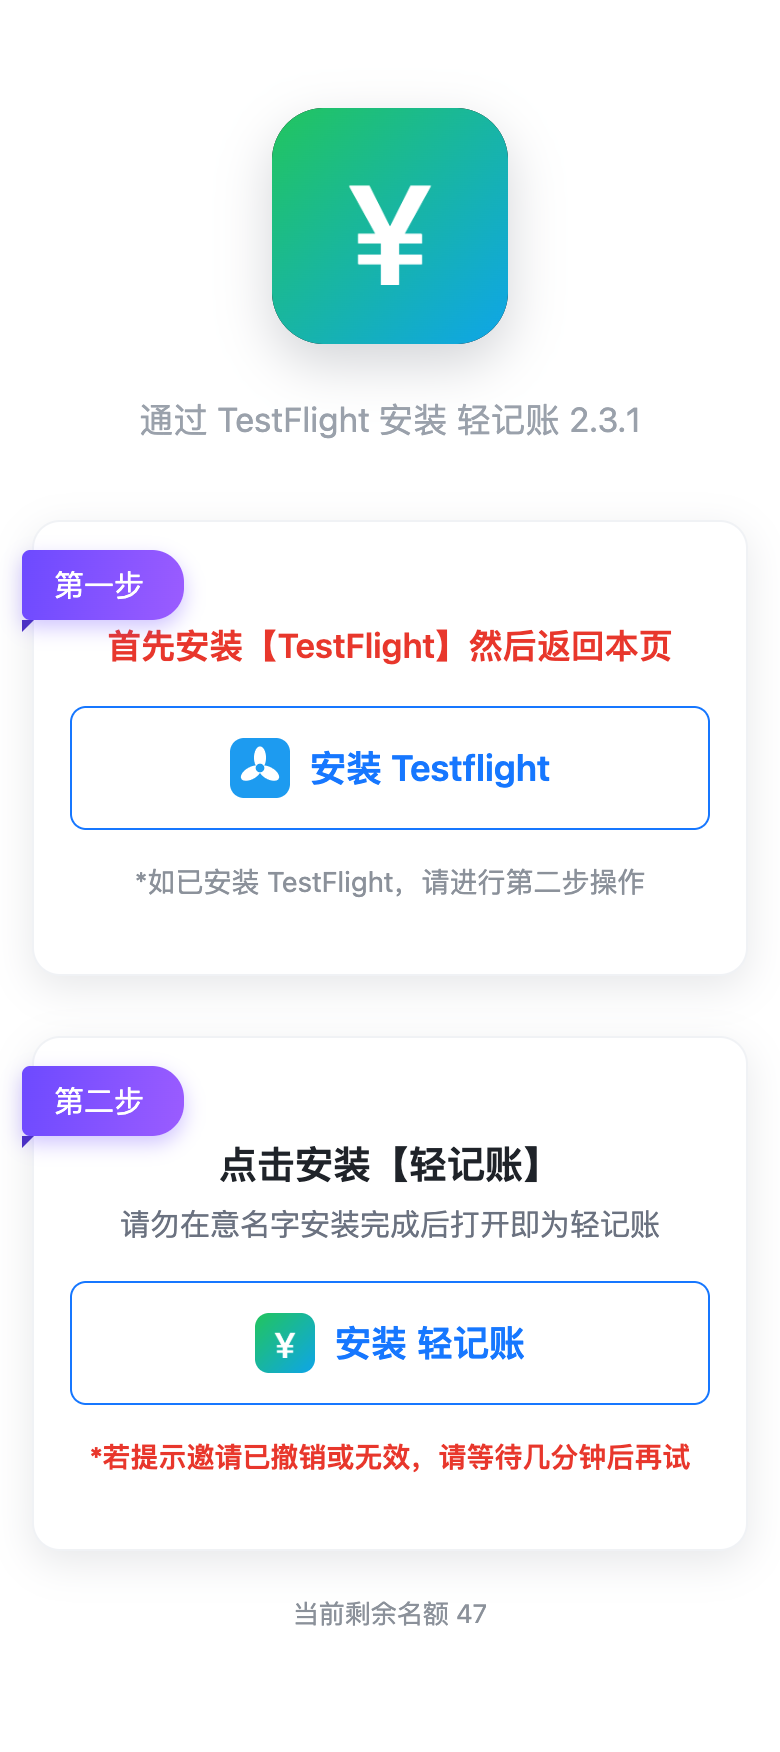 ¥
通过 TestFlight 安装 轻记账 2.3.1
第一步
首先安装【TestFlight】然后返回本页
安装 Testflight
*如已安装 TestFlight，请进行第二步操作
第二步
点击安装【轻记账】
请勿在意名字安装完成后打开即为轻记账
¥ 安装 轻记账
*若提示邀请已撤销或无效，请等待几分钟后再试
当前剩余名额 47